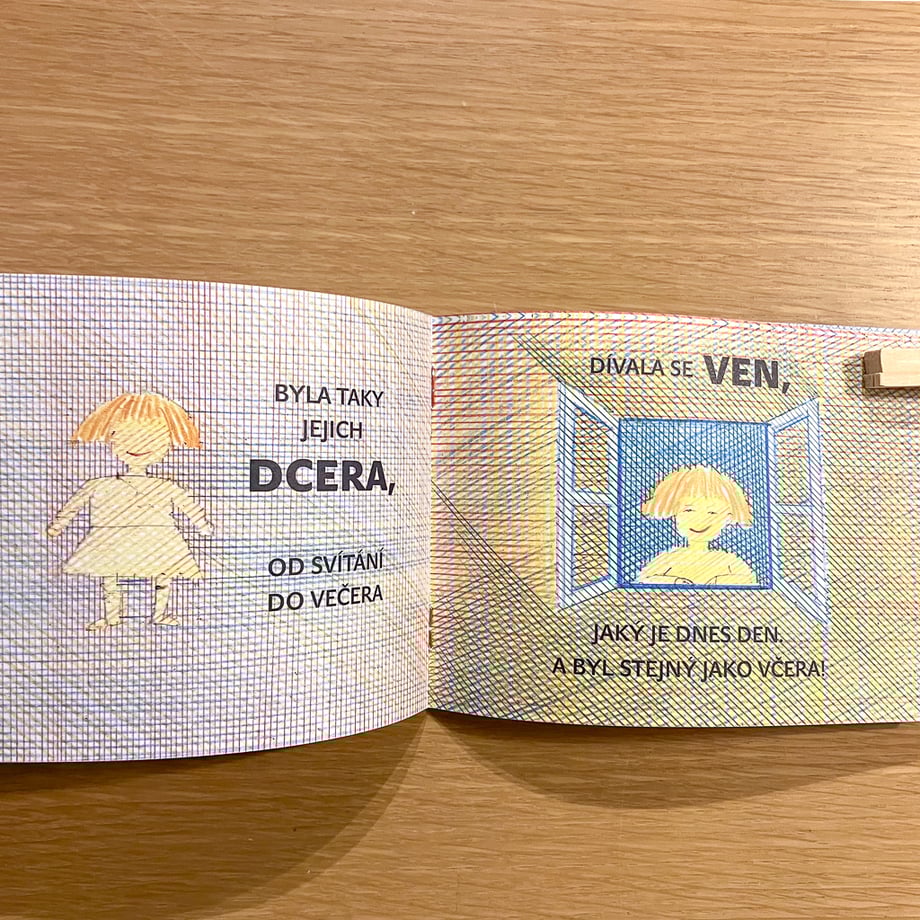 BYLA TAKY
JEJICH
DCERA,
OD SVÍTÁNÍ
DO VEČERA
DÍVALA SE VEN,
JAKÝ JE DNES DEN.
A BYL STEJNÝ JAKO VČERA!